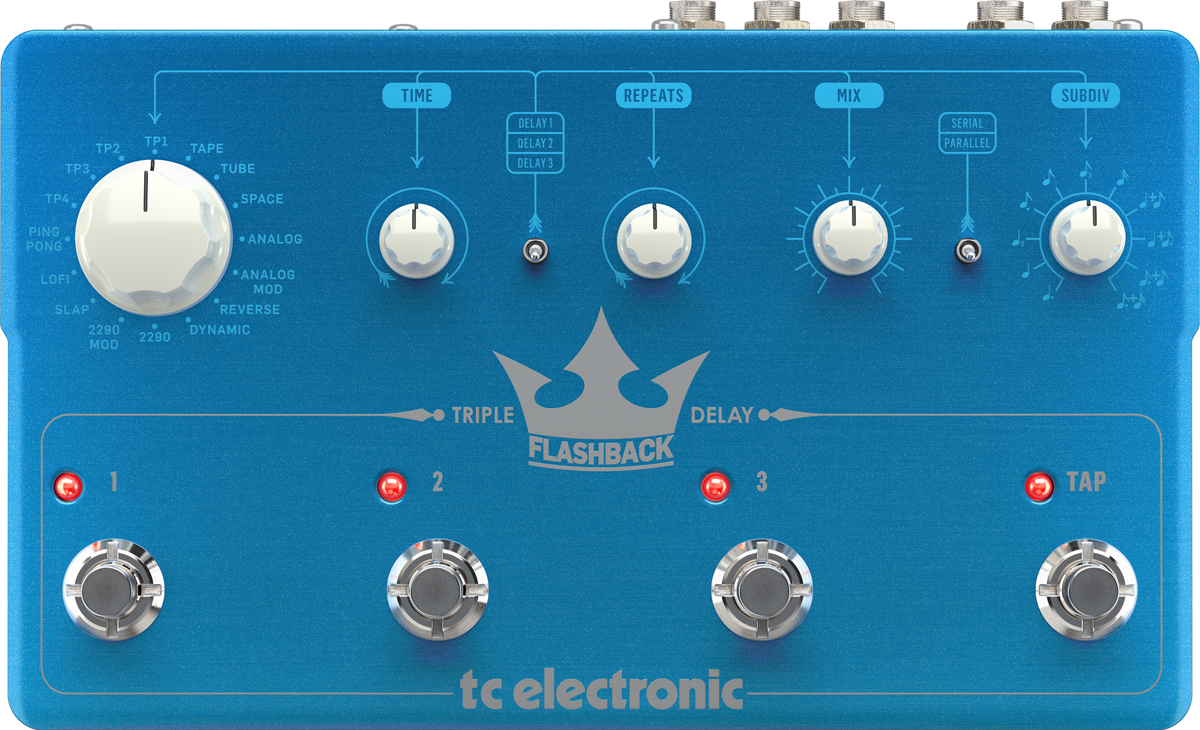 TIME
REPEATS
MIX
SUBDIV
DELAY 1
DELAY 2
DELAY 3
SERIAL
PARALLEL
TP1
TP2
TAPE
TP3
TUBE
TP4
SPACE
PING
PONG
ANALOG
LOFI
ANALOG
MOD
SLAP
REVERSE
2290
MOD
2290
DYNAMIC
TRIPLE
DELAY
FLASHBACK
1
2
3
TAP
tc electronic